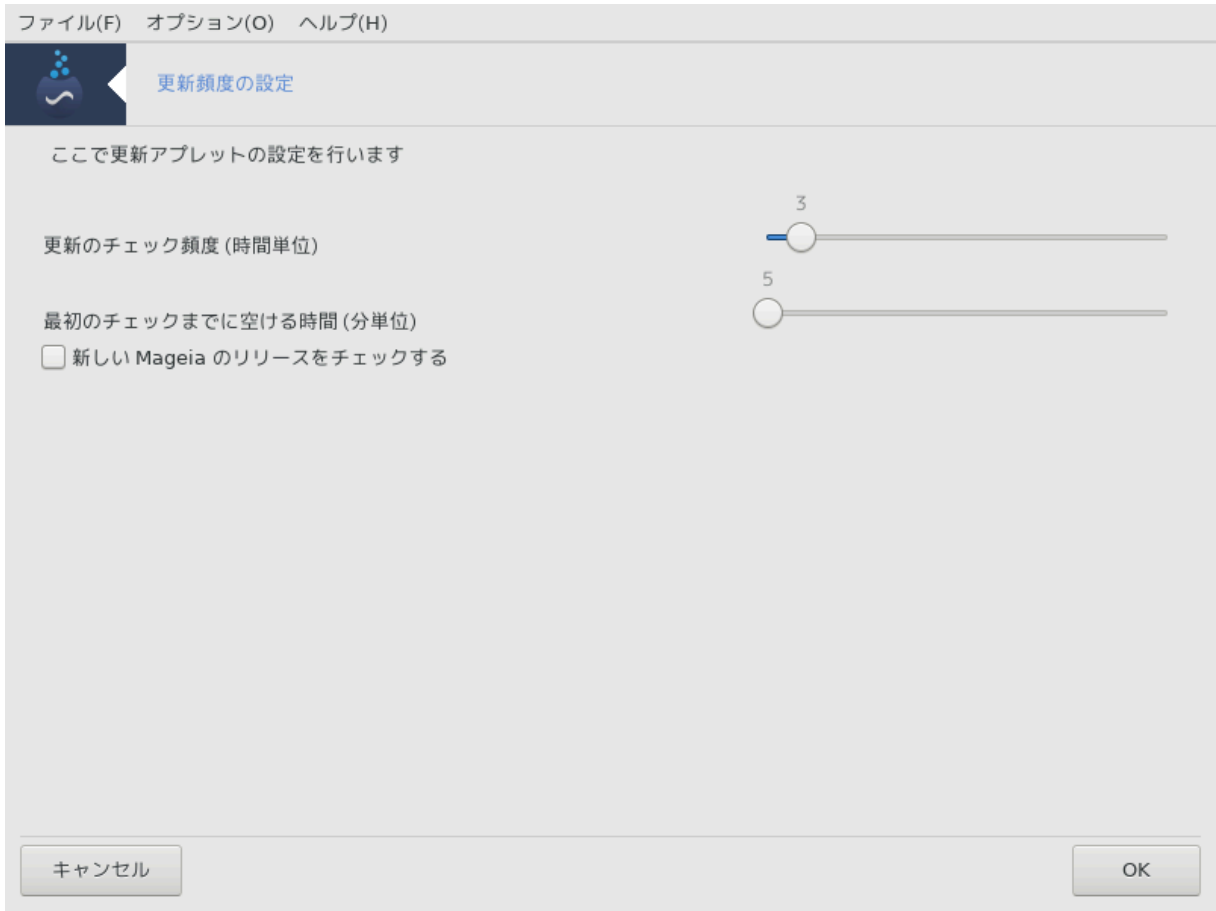 ファイル(F) オプション(O) ヘルプ(H)
更新頻度の設定
ここで更新アプレットの設定を行います
3
更新のチェック頻度 (時間単位)
5
最初のチェックまでに空ける時間 (分単位)
新しい Mageia のリリースをチェックする
キャンセル OK